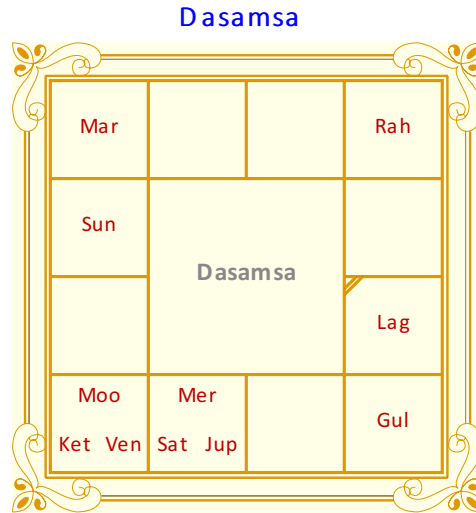 Dasamsa
Mar Rah
Sun
Dasamsa
Lag
Moo Mer
Gul
Ket Ven Sat Jup